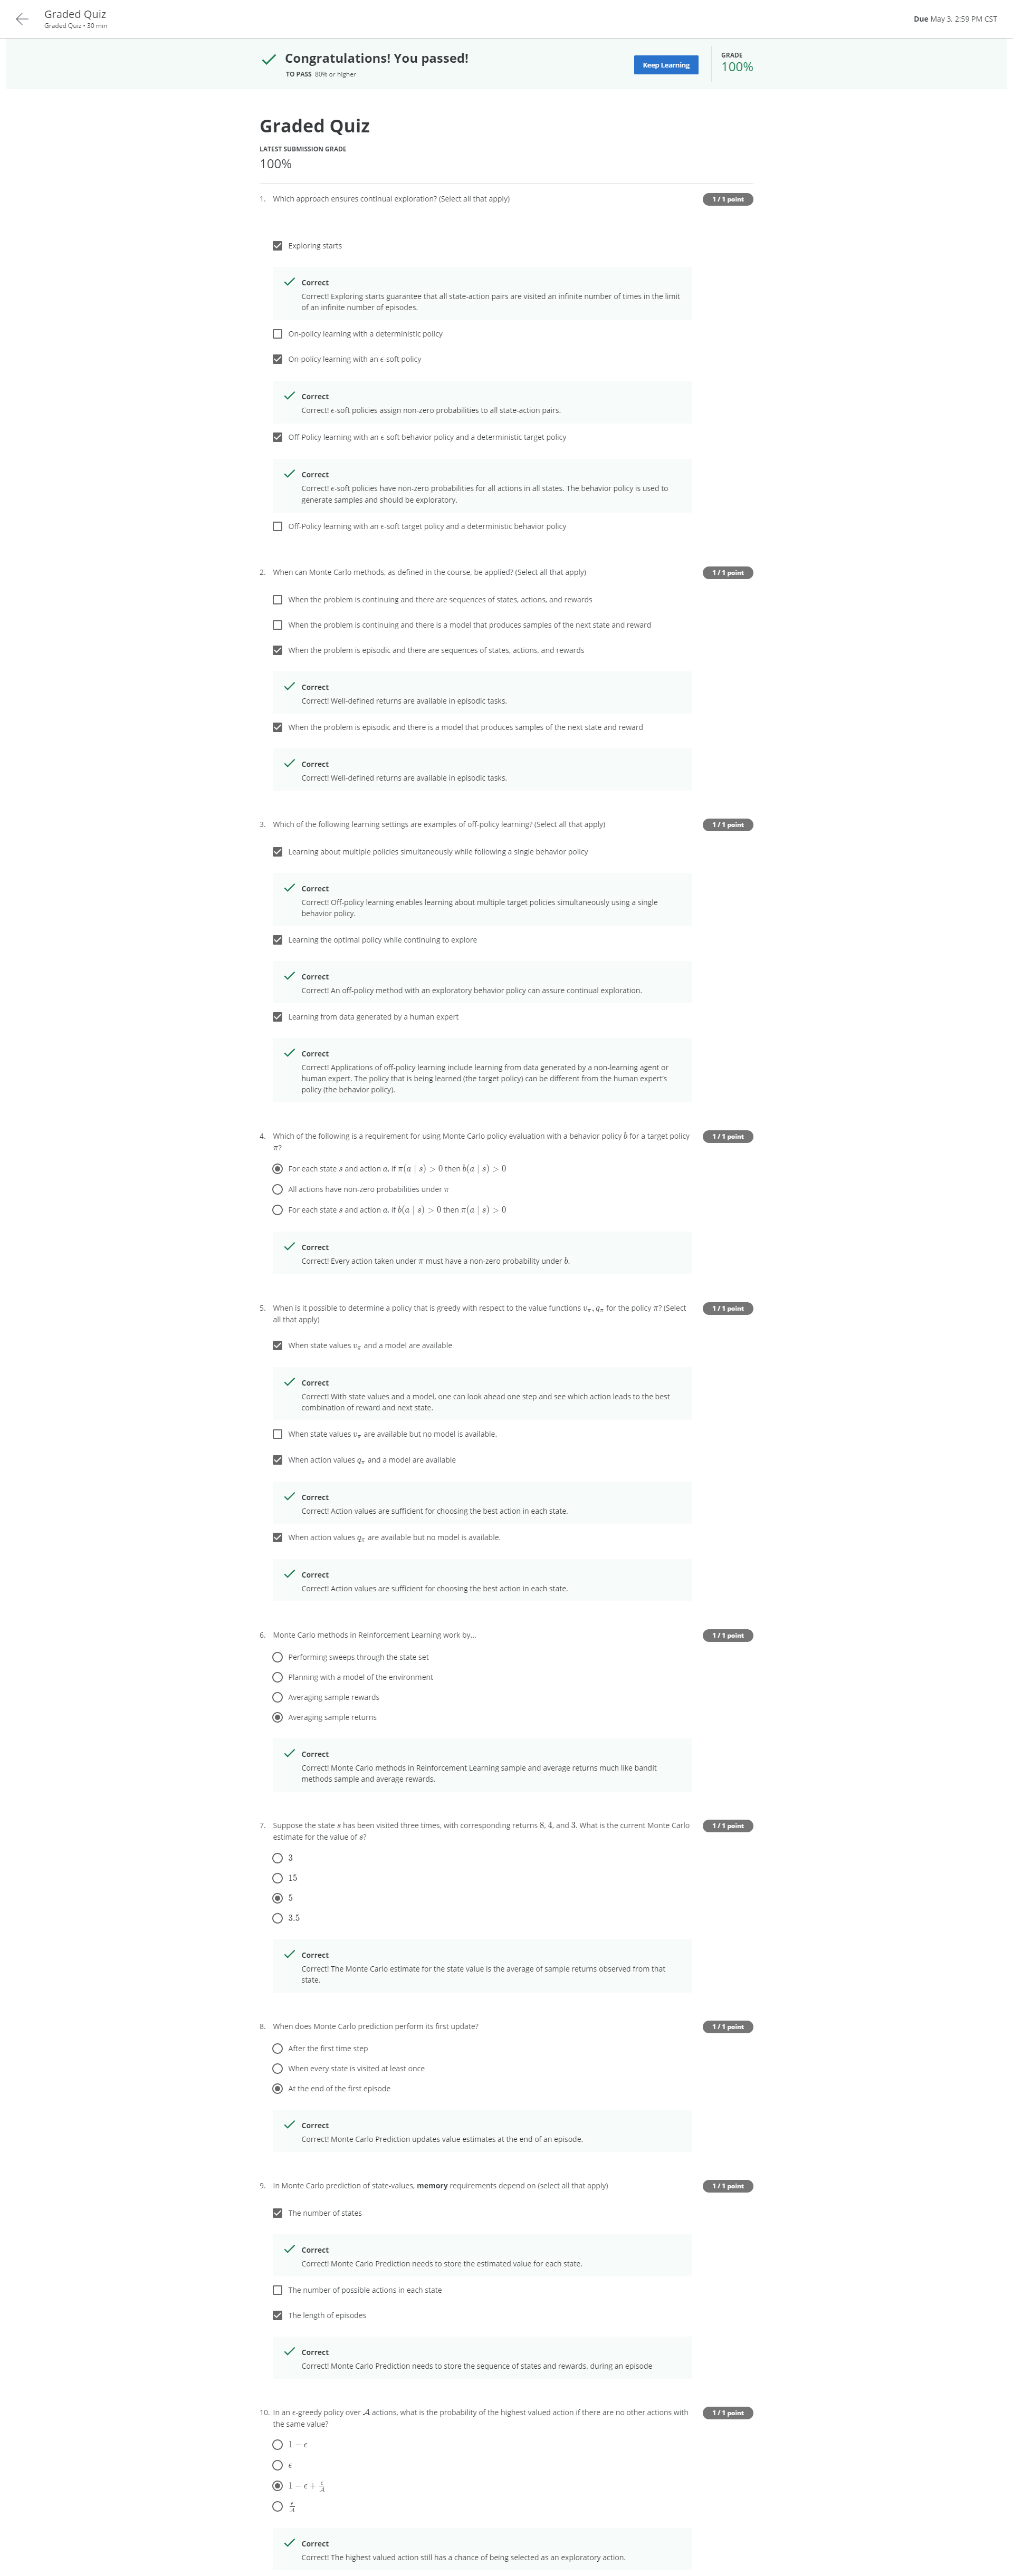 Graded Quiz
Graded Quiz • 30 min
Due May 3, 2:59 PM CST
Congratulations! You passed!
TO PASS 80% or higher
Keep Learning
GRADE
100%
Graded Quiz
LATEST SUBMISSION GRADE
100%
1. Which approach ensures continual exploration? (Select all that apply)
1 / 1 point
Exploring starts
Correct
Correct! Exploring starts guarantee that all state-action pairs are visited an infinite number of times in the limit
of an infinite number of episodes.
On-policy learning with a deterministic policy
On-policy learning with an ϵ-soft policy
Correct
Correct! ϵ-soft policies assign non-zero probabilities to all state-action pairs.
Off-Policy learning with an ϵ-soft behavior policy and a deterministic target policy
Correct
Correct! ϵ-soft policies have non-zero probabilities for all actions in all states. The behavior policy is used to
generate samples and should be exploratory.
Off-Policy learning with an ϵ-soft target policy and a deterministic behavior policy
2. When can Monte Carlo methods, as defined in the course, be applied? (Select all that apply)
1 / 1 point
When the problem is continuing and there are sequences of states, actions, and rewards
When the problem is continuing and there is a model that produces samples of the next state and reward
When the problem is episodic and there are sequences of states, actions, and rewards
Correct
Correct! Well-defined returns are available in episodic tasks.
When the problem is episodic and there is a model that produces samples of the next state and reward
Correct
Correct! Well-defined returns are available in episodic tasks.
3. Which of the following learning settings are examples of off-policy learning? (Select all that apply)
1 / 1 point
Learning about multiple policies simultaneously while following a single behavior policy
Correct
Correct! Off-policy learning enables learning about multiple target policies simultaneously using a single
behavior policy.
Learning the optimal policy while continuing to explore
Correct
Correct! An off-policy method with an exploratory behavior policy can assure continual exploration.
Learning from data generated by a human expert
Correct
Correct! Applications of off-policy learning include learning from data generated by a non-learning agent or
human expert. The policy that is being learned (the target policy) can be different from the human expert's
policy (the behavior policy).
4. Which of the following is a requirement for using Monte Carlo policy evaluation with a behavior policy b for a target policy
π?
1 / 1 point
For each state s and action a, if π(a | s) > 0 then b(a | s) > 0
All actions have non-zero probabilities under π
For each state s and action a, if b(a | s) > 0 then π(a | s) > 0
Correct
Correct! Every action taken under π must have a non-zero probability under b.
5. When is it possible to determine a policy that is greedy with respect to the value functions vπ, qπ for the policy π? (Select
all that apply)
1 / 1 point
When state values vπ and a model are available
Correct
Correct! With state values and a model, one can look ahead one step and see which action leads to the best
combination of reward and next state.
When state values vπ are available but no model is available.
When action values qπ and a model are available
Correct
Correct! Action values are sufficient for choosing the best action in each state.
When action values qπ are available but no model is available.
Correct
Correct! Action values are sufficient for choosing the best action in each state.
6. Monte Carlo methods in Reinforcement Learning work by...
1 / 1 point
Performing sweeps through the state set
Planning with a model of the environment
Averaging sample rewards
Averaging sample returns
Correct
Correct! Monte Carlo methods in Reinforcement Learning sample and average returns much like bandit
methods sample and average rewards.
7. Suppose the state s has been visited three times, with corresponding returns 8, 4, and 3. What is the current Monte Carlo
estimate for the value of s?
1 / 1 point
3
15
5
3.5
Correct
Correct! The Monte Carlo estimate for the state value is the average of sample returns observed from that
state.
8. When does Monte Carlo prediction perform its first update?
1 / 1 point
After the first time step
When every state is visited at least once
At the end of the first episode
Correct
Correct! Monte Carlo Prediction updates value estimates at the end of an episode.
9. In Monte Carlo prediction of state-values, memory requirements depend on (select all that apply)
1 / 1 point
The number of states
Correct
Correct! Monte Carlo Prediction needs to store the estimated value for each state.
The number of possible actions in each state
The length of episodes
Correct
Correct! Monte Carlo Prediction needs to store the sequence of states and rewards. during an episode
10. In an ϵ-greedy policy over 𝒜 actions, what is the probability of the highest valued action if there are no other actions with
the same value?
1 / 1 point
1 − ϵ
ϵ
1 − ϵ + ϵ/𝒜
ϵ/𝒜
Correct
Correct! The highest valued action still has a chance of being selected as an exploratory action.